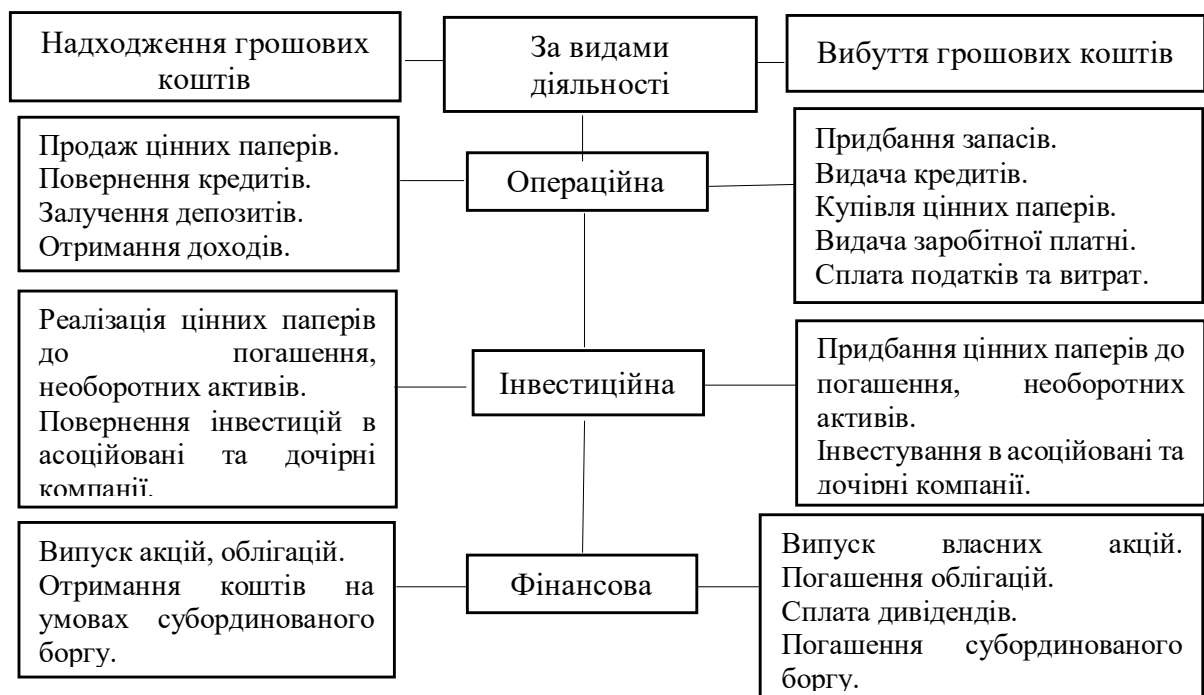 Надходження грошових
коштів
За видами
діяльності
Вибуття грошових коштів
Продаж цінних паперів.
Повернення кредитів.
Залучення депозитів.
Отримання доходів.
Операційна
Придбання запасів.
Видача кредитів.
Купівля цінних паперів.
Видача заробітної платні.
Сплата податків та витрат.
Реалізація цінних паперів
до погашення,
необоротних активів.
Повернення інвестицій в
асоційовані та дочірні
компанії.
Інвестиційна
Придбання цінних паперів до
погашення, необоротних
активів.
Інвестування в асоційовані та
дочірні компанії.
Випуск акцій, облігацій.
Отримання коштів на
умовах субординованого
боргу.
Фінансова
Випуск власних акцій.
Погашення облігацій.
Сплата дивідендів.
Погашення субординованого
боргу.